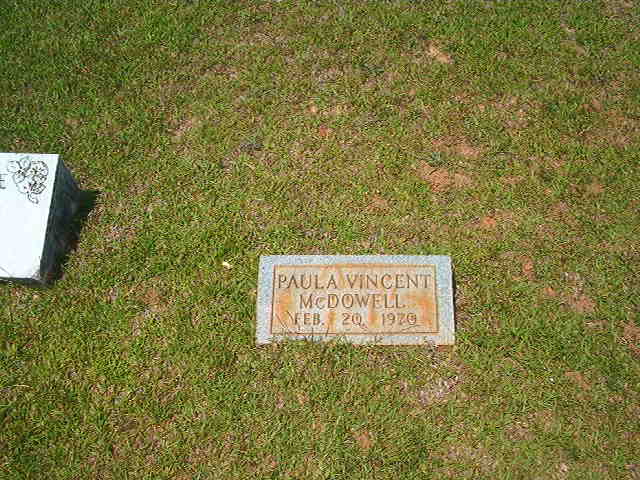 PAULA VINCENT
McDOWELL
FEB. 20, 1970
E